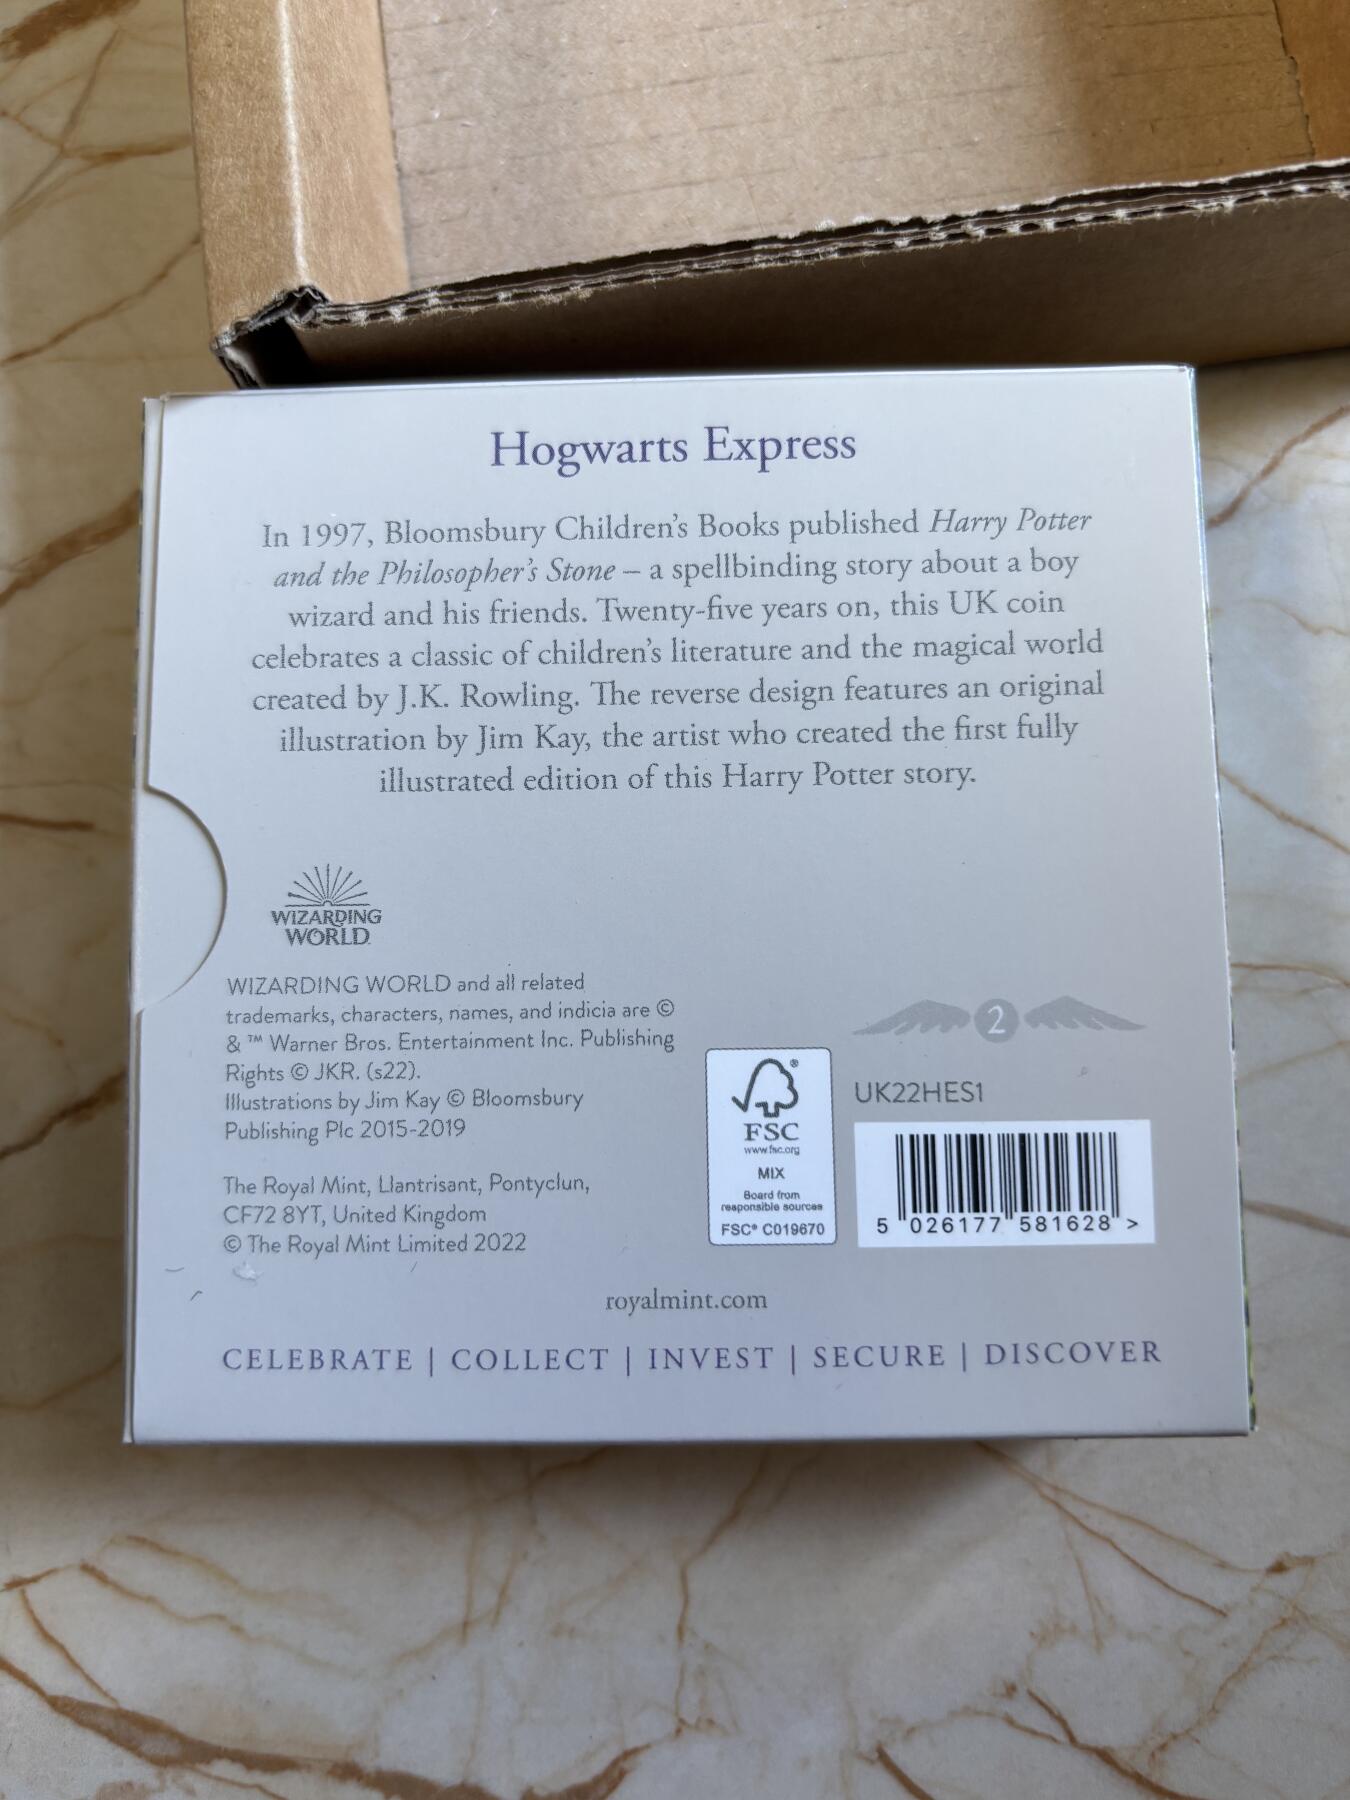 Hogwarts Express
In 1997, Bloomsbury Children's Books published Harry Potter
and the Philosopher's Stone – a spellbinding story about a boy
wizard and his friends. Twenty-five years on, this UK coin
celebrates a classic of children's literature and the magical world
created by J.K. Rowling. The reverse design features an original
illustration by Jim Kay, the artist who created the first fully
illustrated edition of this Harry Potter story.
WIZARDING
WORLD
WIZARDING WORLD and all related
trademarks, characters, names, and indicia are ©
& ™ Warner Bros. Entertainment Inc. Publishing
Rights © JKR. (s22).
Illustrations by Jim Kay © Bloomsbury
Publishing Plc 2015-2019
The Royal Mint, Llantrisant, Pontyclun,
CF72 8YT, United Kingdom
© The Royal Mint Limited 2022
®
FSC
www.fsc.org
MIX
Board from
responsible sources
FSC® C019670
2
UK22HES1
5 026177 581628 >
royalmint.com
CELEBRATE | COLLECT | INVEST | SECURE | DISCOVER